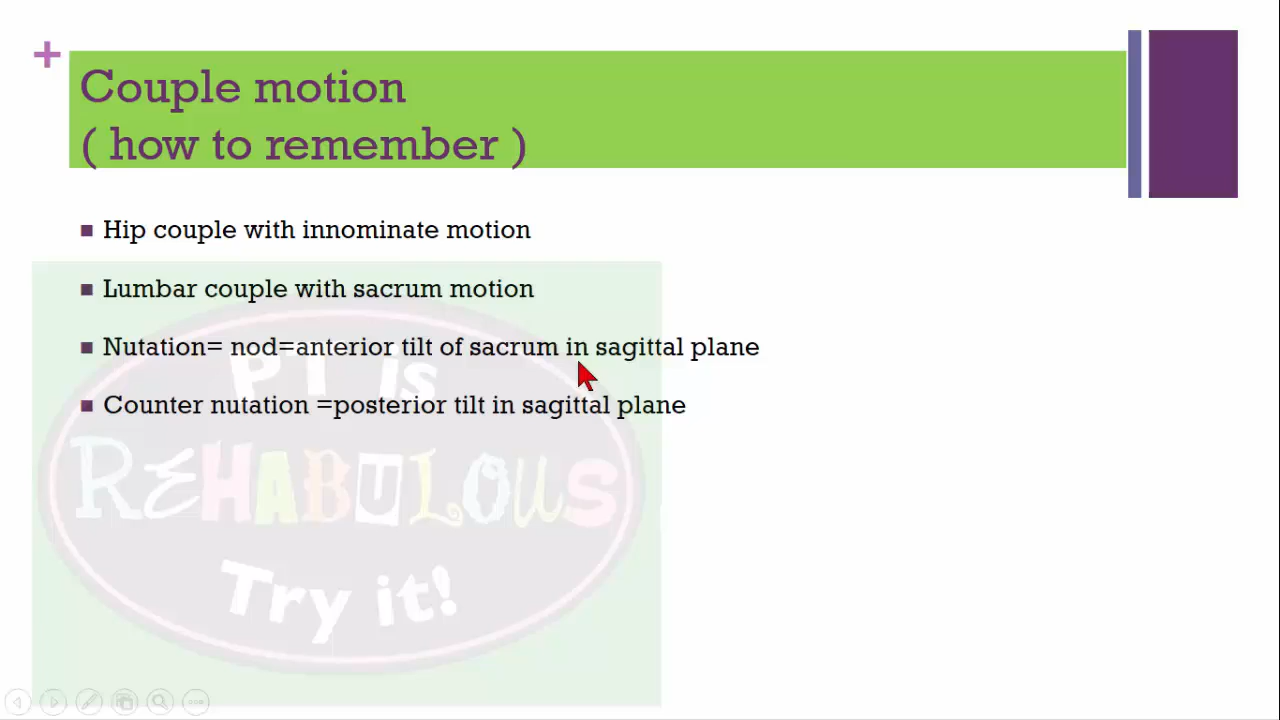 +
Couple motion
( how to remember )
Hip couple with innominate motion
Lumbar couple with sacrum motion
Nutation= nod=anterior tilt of sacrum in sagittal plane
Counter nutation =posterior tilt in sagittal plane
PT is
REHABULOUS
Try it!